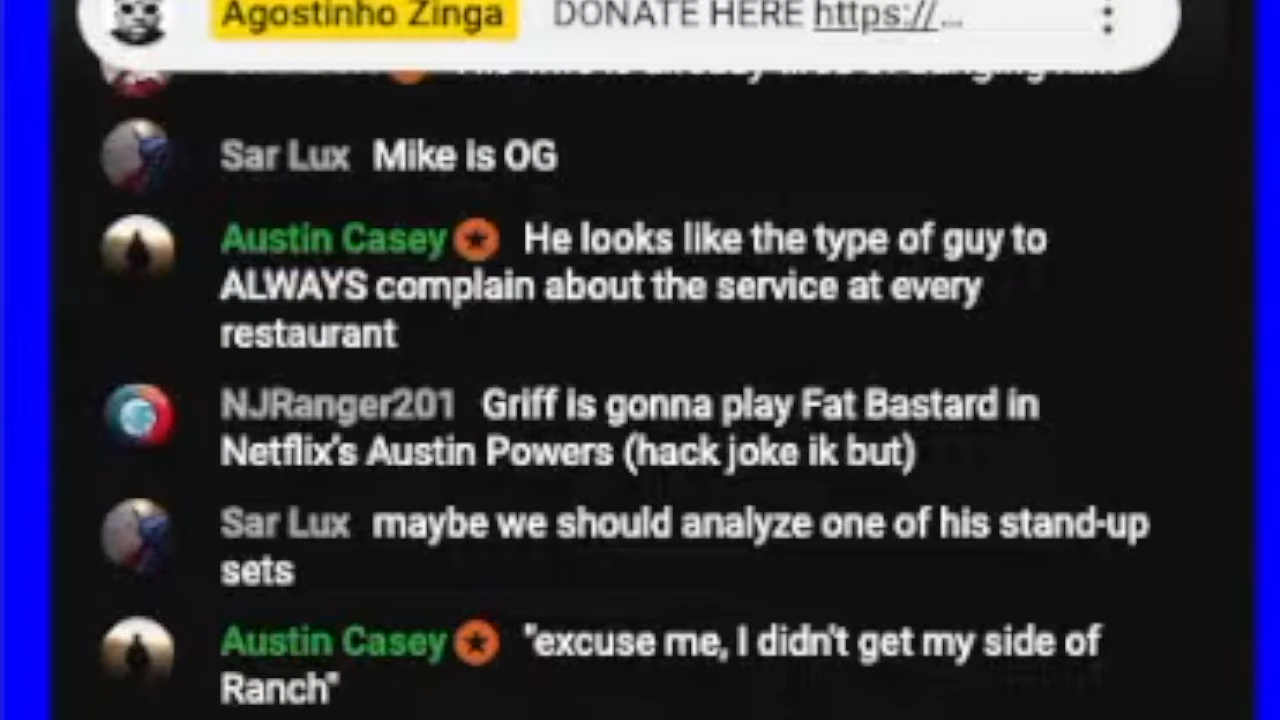 Agostinho Zinga DONATE HERE https://...
Sar Lux Mike is OG
Austin Casey He looks like the type of guy to
ALWAYS complain about the service at every
restaurant
NJRanger201 Griff is gonna play Fat Bastard in
Netflix's Austin Powers (hack joke ik but)
Sar Lux maybe we should analyze one of his stand-up
sets
Austin Casey "excuse me, I didn't get my side of
Ranch"